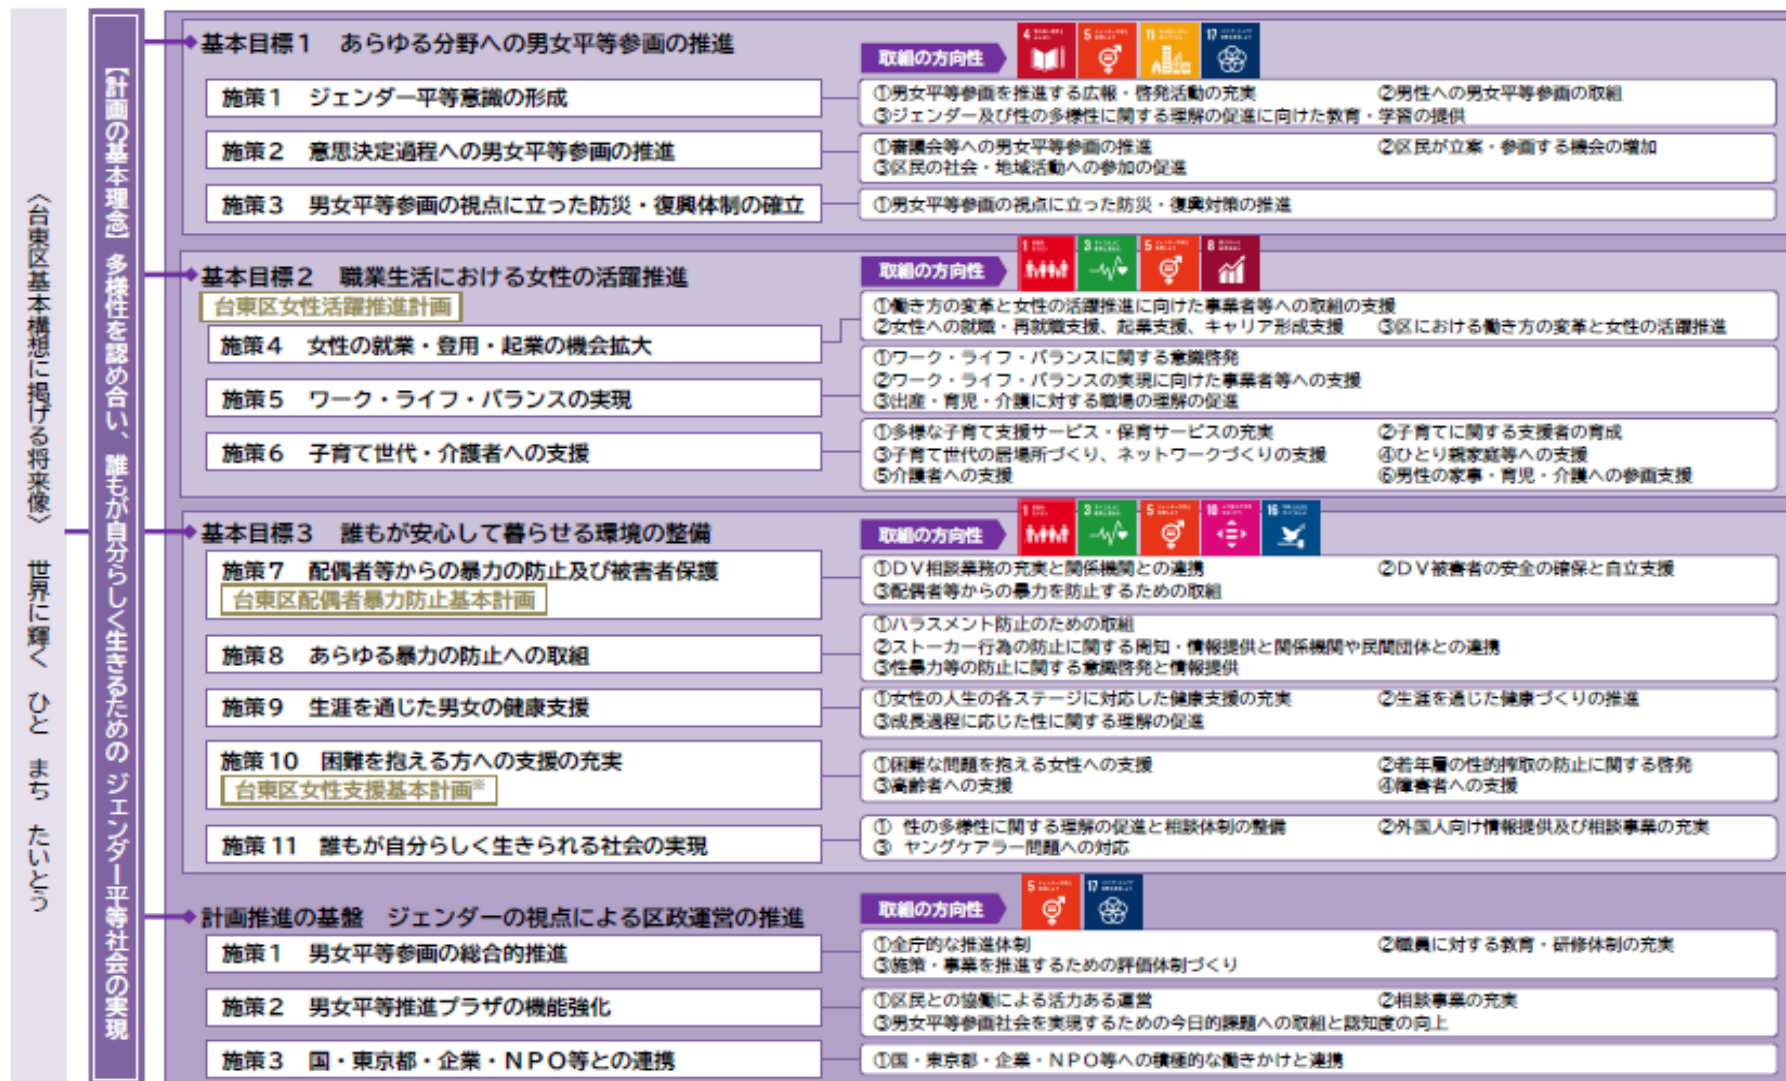 〈台東区基本構想に掲げる将来像〉 世界に輝く ひと まち たいとう
【計画の基本理念】 多様性を認め合い、誰もが自分らしく生きるための ジェンダー平等社会の実現
基本目標1 あらゆる分野への男女平等参画の推進
取組の方向性
4
5
11
17
施策1 ジェンダー平等意識の形成
①男女平等参画を推進する広報・啓発活動の充実 ②男性への男女平等参画の取組
③ジェンダー及び性の多様性に関する理解の促進に向けた教育・学習の提供
施策2 意思決定過程への男女平等参画の推進
①審議会等への男女平等参画の推進 ②区民が立案・参画する機会の増加
③区民の社会・地域活動への参加の促進
施策3 男女平等参画の視点に立った防災・復興体制の確立
①男女平等参画の視点に立った防災・復興対策の推進
基本目標2 職業生活における女性の活躍推進
台東区女性活躍推進計画
取組の方向性
1
3
5
8
施策4 女性の就業・登用・起業の機会拡大
①働き方の変革と女性の活躍推進に向けた事業者等への取組の支援
②女性への就職・再就職支援、起業支援、キャリア形成支援 ③区における働き方の変革と女性の活躍推進
施策5 ワーク・ライフ・バランスの実現
①ワーク・ライフ・バランスに関する意識啓発
②ワーク・ライフ・バランスの実現に向けた事業者等への支援
③出産・育児・介護に対する職場の理解の促進
施策6 子育て世代・介護者への支援
①多様な子育て支援サービス・保育サービスの充実 ②子育てに関する支援者の育成
③子育て世代の居場所づくり、ネットワークづくりの支援 ④ひとり親家庭等への支援
⑤介護者への支援 ⑥男性の家事・育児・介護への参画支援
基本目標3 誰もが安心して暮らせる環境の整備
取組の方向性
1
3
5
10
16
施策7 配偶者等からの暴力の防止及び被害者保護
台東区配偶者暴力防止基本計画
①DV相談業務の充実と関係機関との連携 ②DV被害者の安全の確保と自立支援
③配偶者等からの暴力を防止するための取組
施策8 あらゆる暴力の防止への取組
①ハラスメント防止のための取組
②ストーカー行為の防止に関する周知・情報提供と関係機関や民間団体との連携
③性暴力等の防止に関する意識啓発と情報提供
施策9 生涯を通じた男女の健康支援
①女性の人生の各ステージに対応した健康支援の充実 ②生涯を通じた健康づくりの推進
③成長過程に応じた性に関する理解の促進
施策10 困難を抱える方への支援の充実
台東区女性支援基本計画※
①困難な問題を抱える女性への支援 ②若年層の性的搾取の防止に関する啓発
③高齢者への支援 ④障害者への支援
施策11 誰もが自分らしく生きられる社会の実現
① 性の多様性に関する理解の促進と相談体制の整備 ②外国人向け情報提供及び相談事業の充実
③ ヤングケアラー問題への対応
計画推進の基盤 ジェンダーの視点による区政運営の推進
取組の方向性
5
17
施策1 男女平等参画の総合的推進
①全庁的な推進体制 ②職員に対する教育・研修体制の充実
③施策・事業を推進するための評価体制づくり
施策2 男女平等推進プラザの機能強化
①区民との協働による活力ある運営 ②相談事業の充実
③男女平等参画社会を実現するための今日的課題への取組と認知度の向上
施策3 国・東京都・企業・NPO等との連携
①国・東京都・企業・NPO等への積極的な働きかけと連携